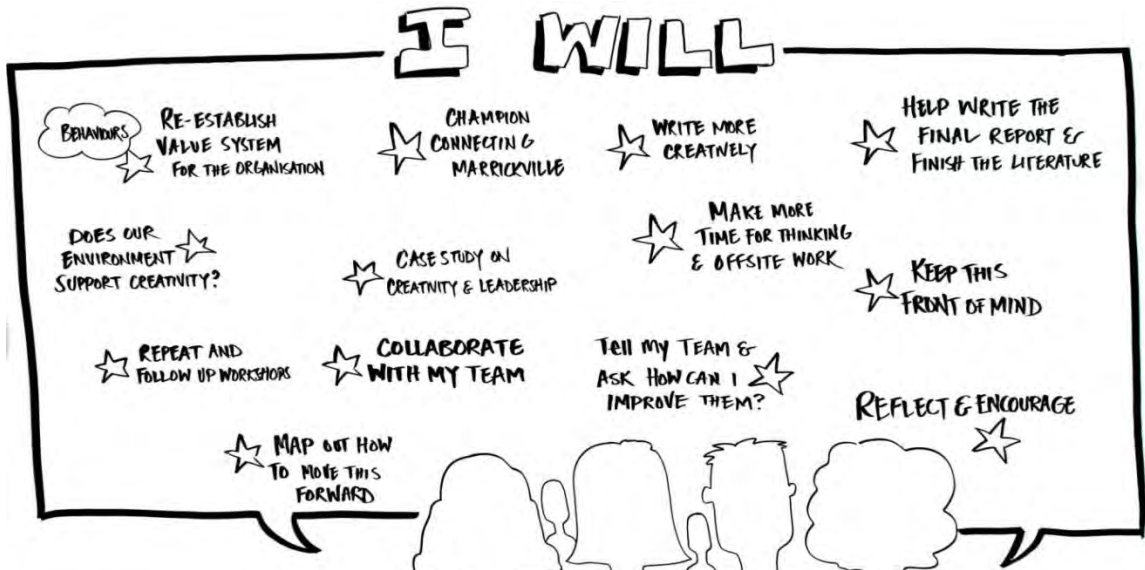 I WILL
BEHAVIOURS
RE-ESTABLISH
VALUE SYSTEM
FOR THE ORGANISATION
CHAMPION
CONNECTING
MARRICKVILLE
WRITE MORE
CREATIVELY
HELP WRITE THE
FINAL REPORT &
FINISH THE LITERATURE
DOES OUR
ENVIRONMENT
SUPPORT CREATIVITY?
CASE STUDY ON
CREATIVITY & LEADERSHIP
MAKE MORE
TIME FOR THINKING
& OFFSITE WORK
KEEP THIS
FRONT OF MIND
REPEAT AND
FOLLOW UP WORKSHOPS
COLLABORATE
WITH MY TEAM
Tell my TEAM &
ASK HOW CAN I
IMPROVE THEM?
REFLECT & ENCOURAGE
MAP OUT HOW
TO MOVE THIS
FORWARD